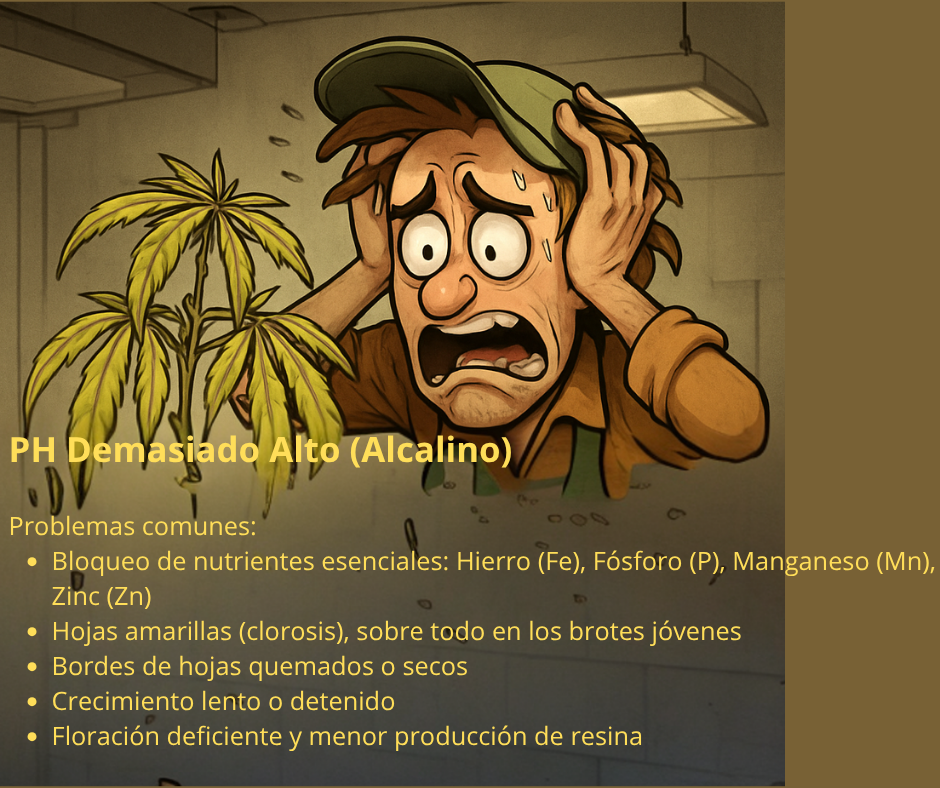 PH Demasiado Alto (Alcalino)
Problemas comunes:
• Bloqueo de nutrientes esenciales: Hierro (Fe), Fósforo (P), Manganeso (Mn),
Zinc (Zn)
• Hojas amarillas (clorosis), sobre todo en los brotes jóvenes
• Bordes de hojas quemados o secos
• Crecimiento lento o detenido
• Floración deficiente y menor producción de resina